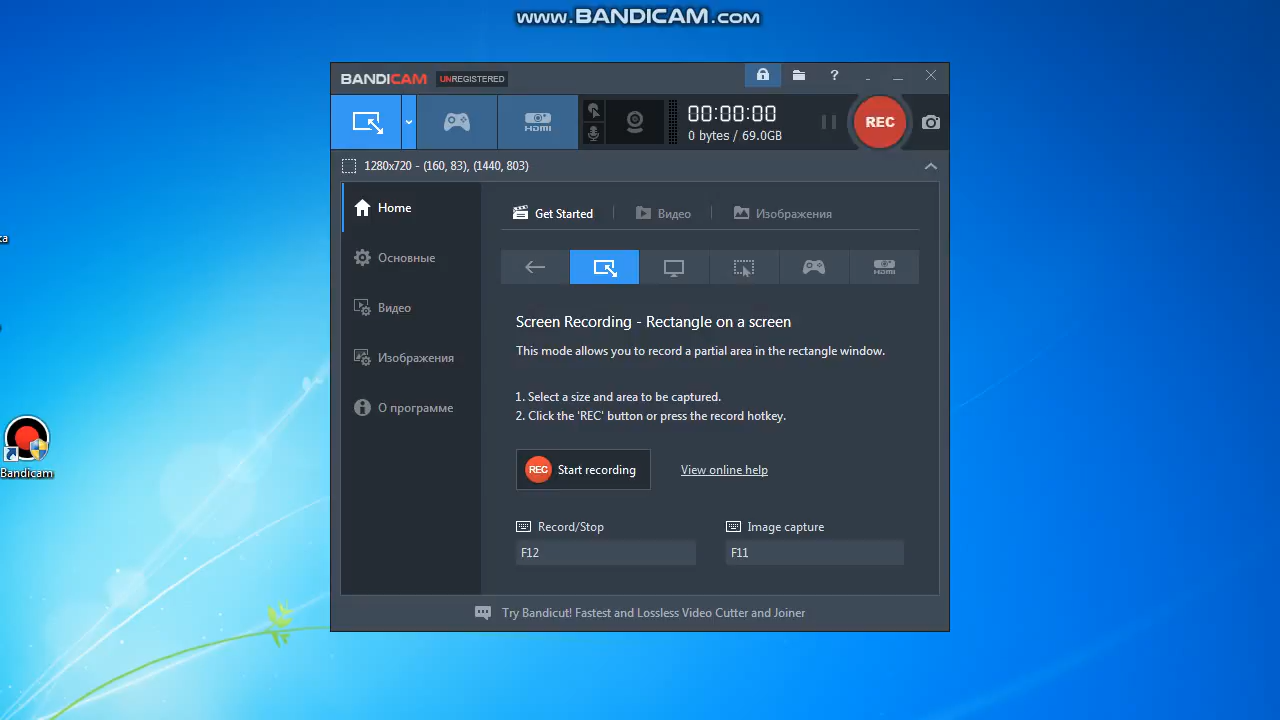 www.BANDICAM.com
BANDICAM UNREGISTERED
?
HDMI
00:00:00
0 bytes / 69.0GB
REC
1280x720 - (160, 83), (1440, 803)
Home
Основные
Видео
Изображения
О программе
Get Started
Видео
Изображения
HDMI
Screen Recording - Rectangle on a screen
This mode allows you to record a partial area in the rectangle window.
1. Select a size and area to be captured.
2. Click the 'REC' button or press the record hotkey.
REC Start recording
View online help
Record/Stop
Image capture
F12
F11
Try Bandicut! Fastest and Lossless Video Cutter and Joiner
ка
Bandicam